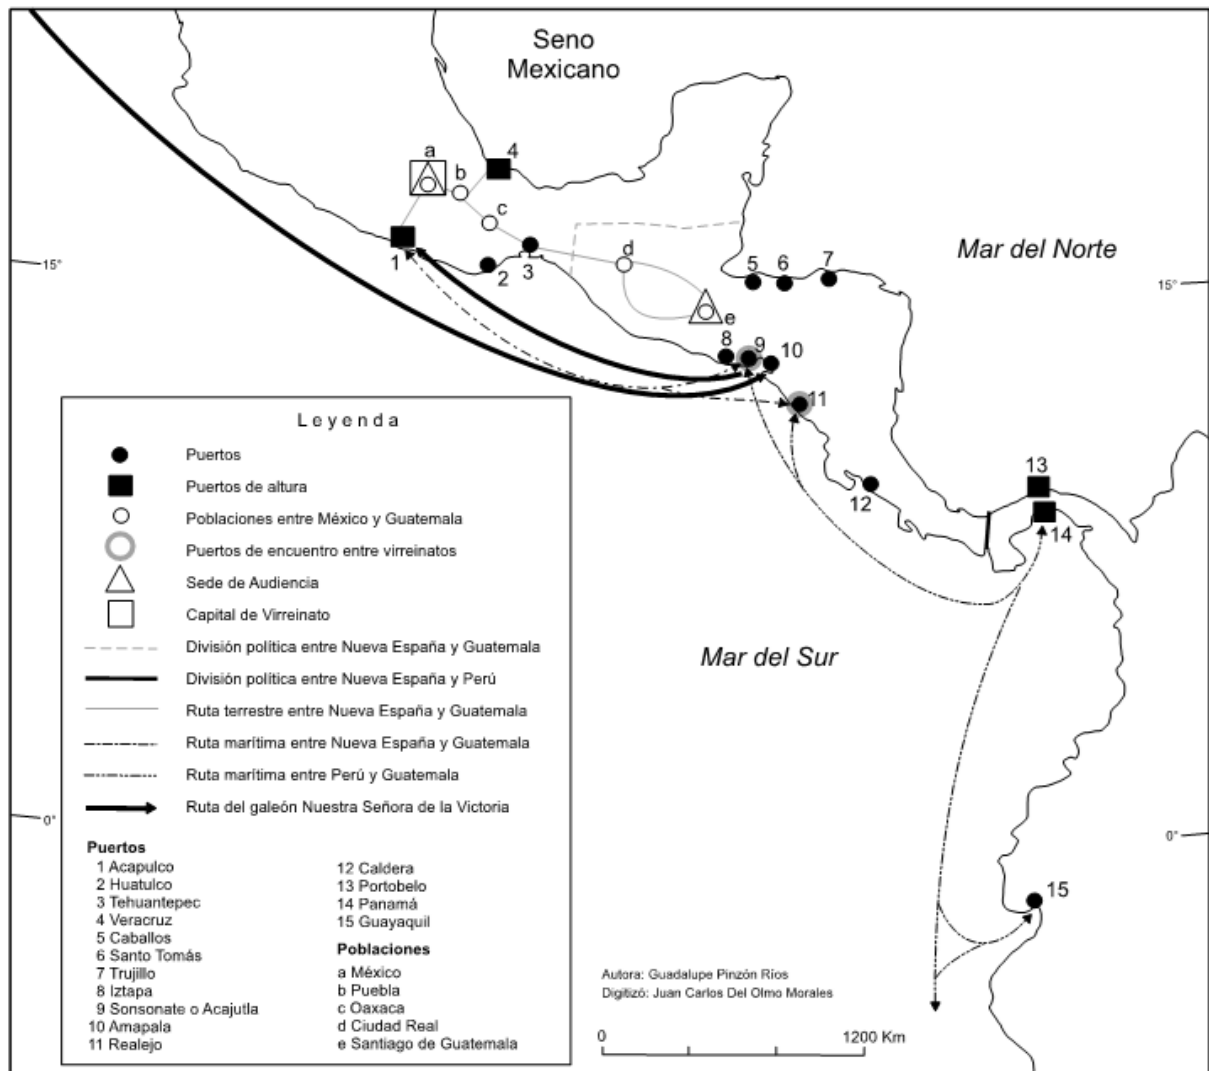 Seno
Mexicano
a
4
b
c
d
1
2
3
5
6
7
Mar del Norte
15°
15°
e
8
9
10
11
12
13
14
Mar del Sur
Leyenda
Puertos
Puertos de altura
Poblaciones entre México y Guatemala
Puertos de encuentro entre virreinatos
Sede de Audiencia
Capital de Virreinato
División política entre Nueva España y Guatemala
División política entre Nueva España y Perú
Ruta terrestre entre Nueva España y Guatemala
Ruta marítima entre Nueva España y Guatemala
Ruta marítima entre Perú y Guatemala
Ruta del galeón Nuestra Señora de la Victoria
0°
0°
Puertos
1 Acapulco
2 Huatulco
3 Tehuantepec
4 Veracruz
5 Caballos
6 Santo Tomás
7 Trujillo
8 Iztapa
9 Sonsonate o Acajutla
10 Amapala
11 Realejo
12 Caldera
13 Portobelo
14 Panamá
15 Guayaquil
Poblaciones
a México
b Puebla
c Oaxaca
d Ciudad Real
e Santiago de Guatemala
15
Autora: Guadalupe Pinzón Ríos
Digitizó: Juan Carlos Del Olmo Morales
0
1200 Km